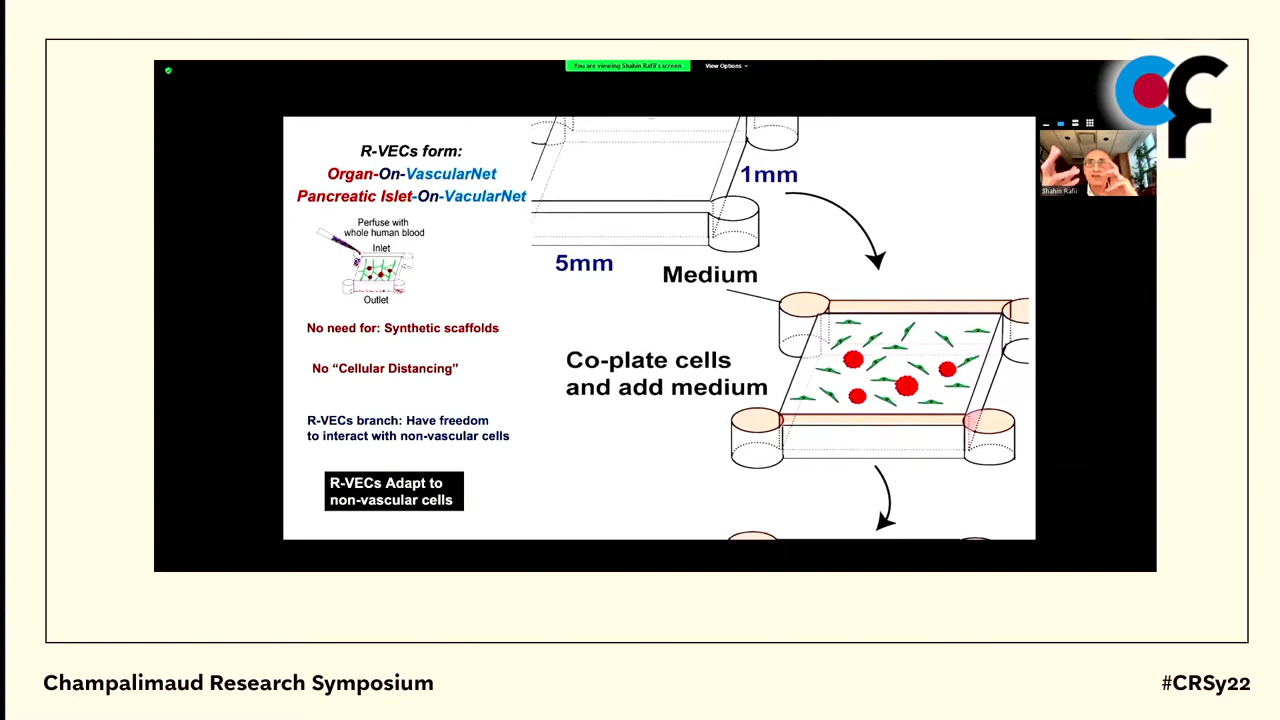 You are viewing Shahin Rafii's screen
View Options
cf
Shahin Rafii
R-VECs form:
Organ-On-VascularNet
Pancreatic Islet-On-VacularNet
Perfuse with
whole human blood
Inlet
Outlet
No need for: Synthetic scaffolds
No “Cellular Distancing”
R-VECs branch: Have freedom
to interact with non-vascular cells
R-VECs Adapt to
non-vascular cells
1mm
5mm
Medium
Co-plate cells
and add medium
Champalimaud Research Symposium
#CRSy22